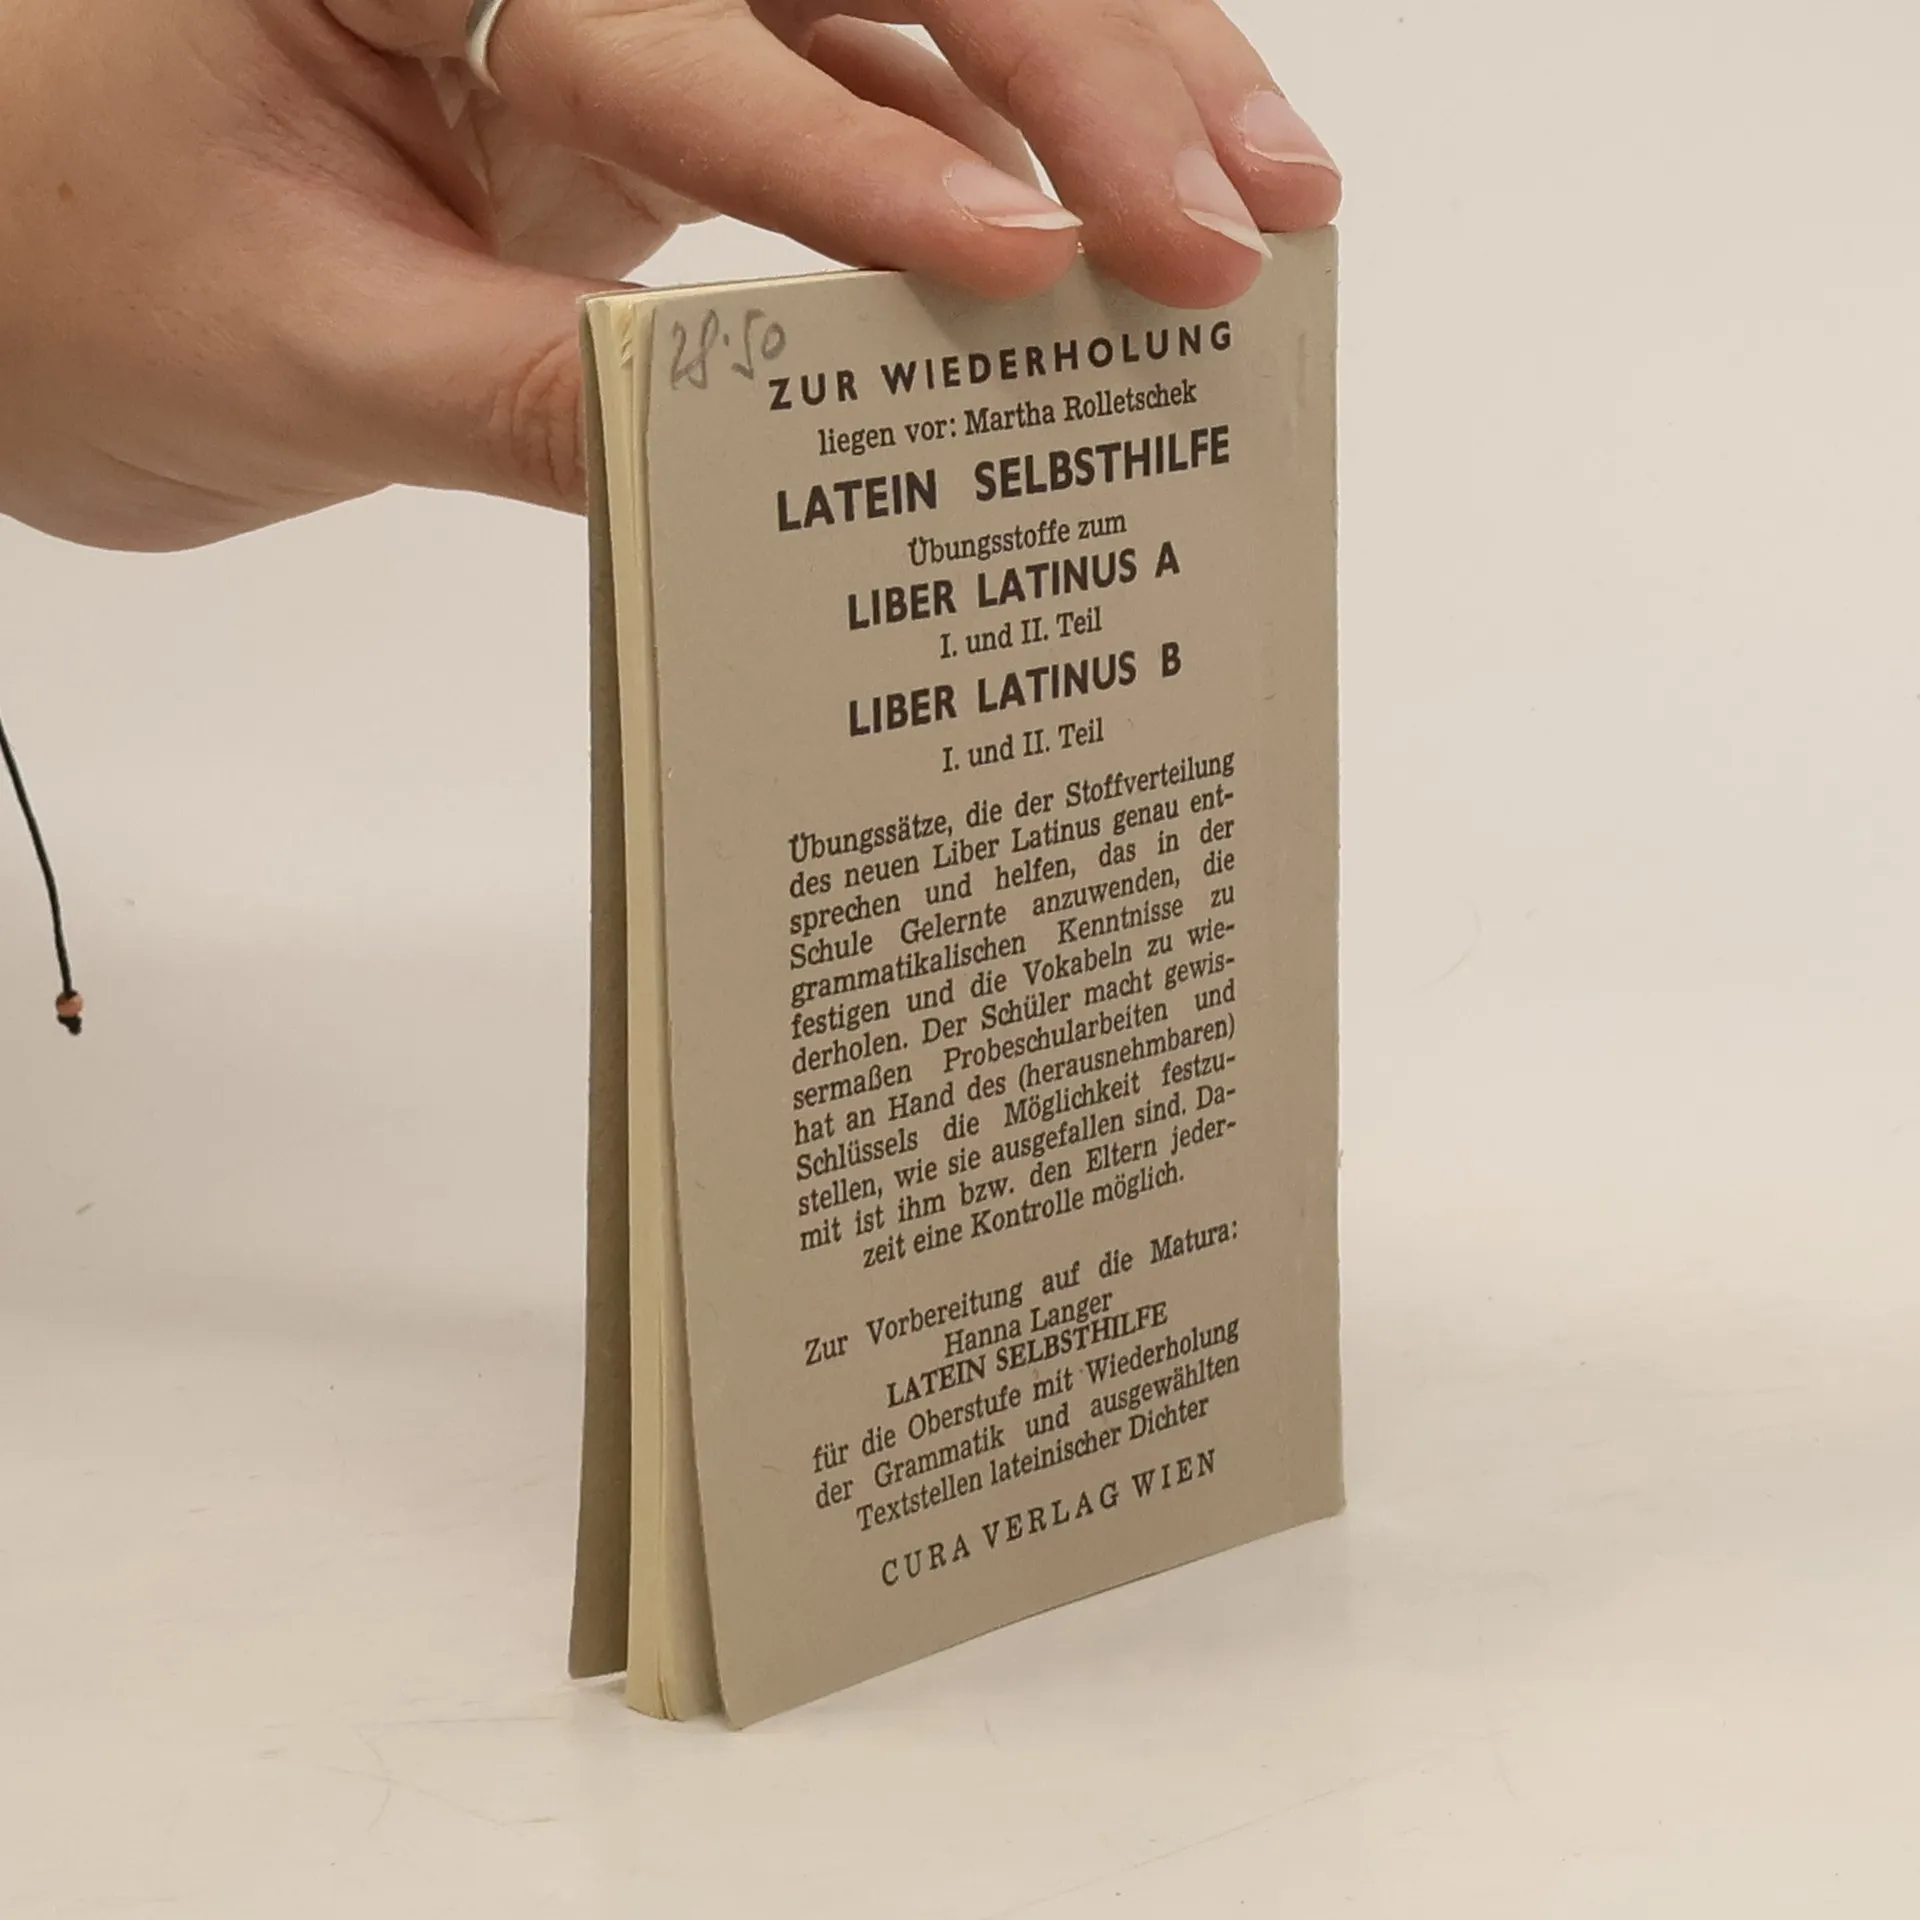 28.50
ZUR WIEDERHOLUNG
liegen vor: Martha Rolletschek
LATEIN SELBSTHILFE
Übungsstoffe zum
LIBER LATINUS A
I. und II. Teil
LIBER LATINUS B
I. und II. Teil
Übungssätze, die der Stoffverteilung
des neuen Liber Latinus genau ent-
sprechen und helfen, das in der
Schule Gelernte anzuwenden, die
grammatikalischen Kenntnisse zu
festigen und die Vokabeln zu wie-
derholen. Der Schüler macht gewis-
sermaßen Probeschularbeiten und
hat an Hand des (herausnehmbaren)
Schlüssels die Möglichkeit festzu-
stellen, wie sie ausgefallen sind. Da-
mit ist ihm bzw. den Eltern jeder-
zeit eine Kontrolle möglich.
Zur Vorbereitung auf die Matura:
Hanna Langer
LATEIN SELBSTHILFE
für die Oberstufe mit Wiederholung
der Grammatik und ausgewählten
Textstellen lateinischer Dichter
CURA VERLAG WIEN